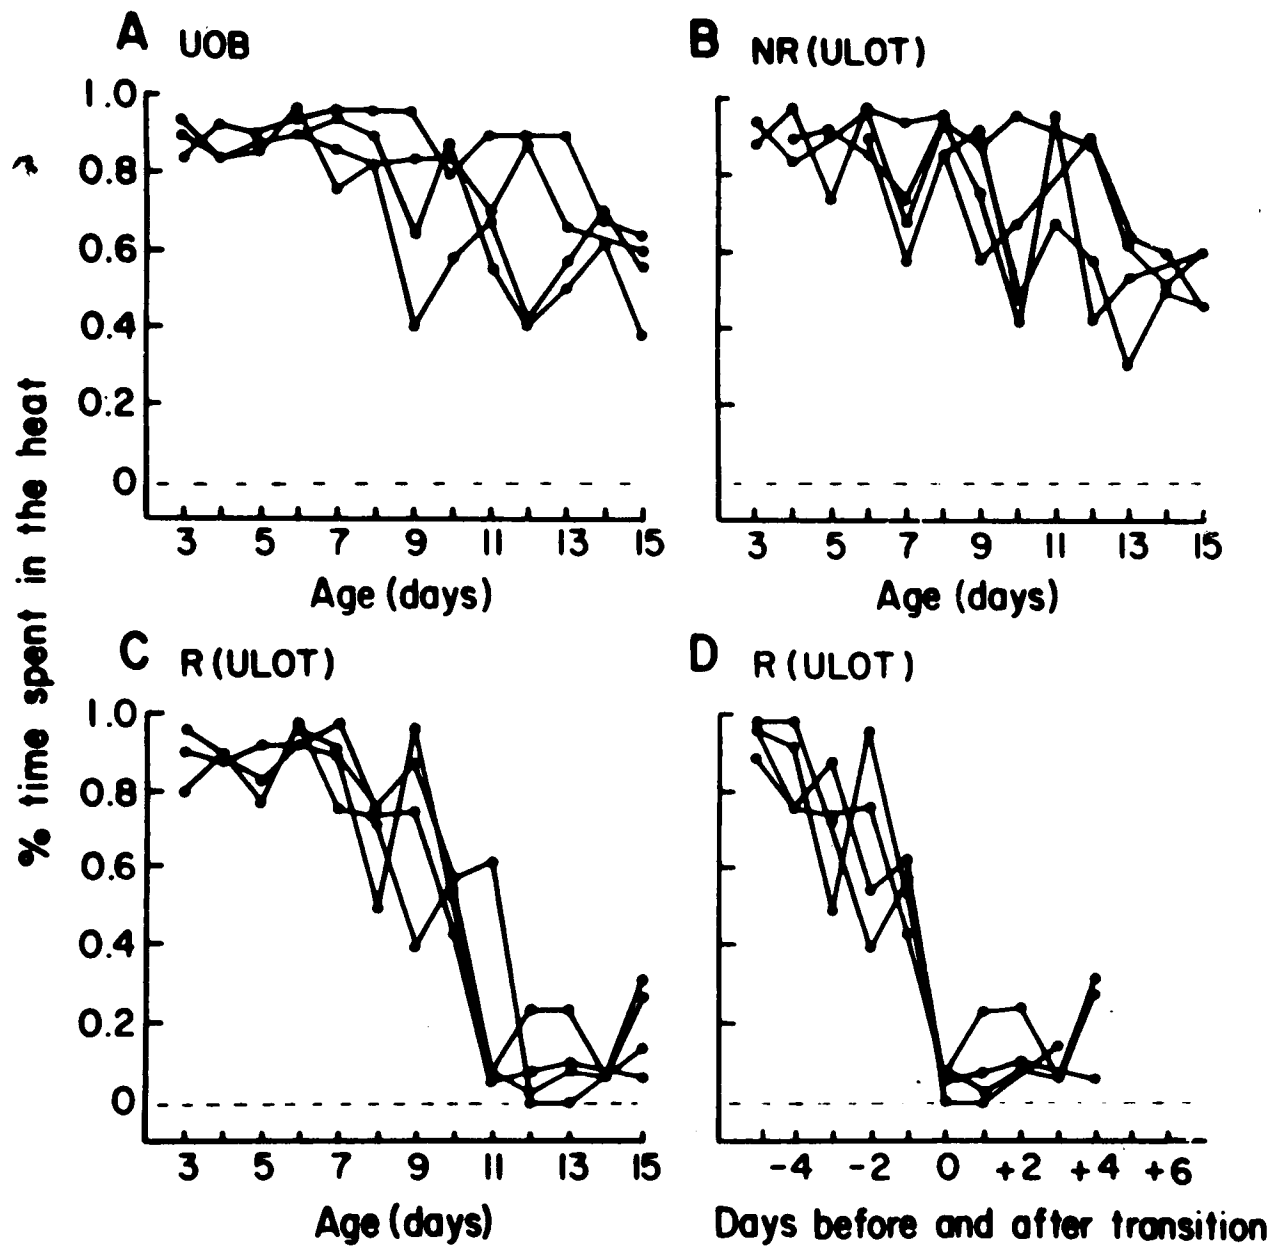 A UOB
B NR (ULOT)
% time spent in the heat
1.0
0.8
0.6
0.4
0.2
0
3 5 7 9 11 13 15
Age (days)
3 5 7 9 11 13 15
Age (days)
C R (ULOT)
D R (ULOT)
1.0
0.8
0.6
0.4
0.2
0
3 5 7 9 11 13 15
Age (days)
-4 -2 0 +2 +4 +6
Days before and after transition